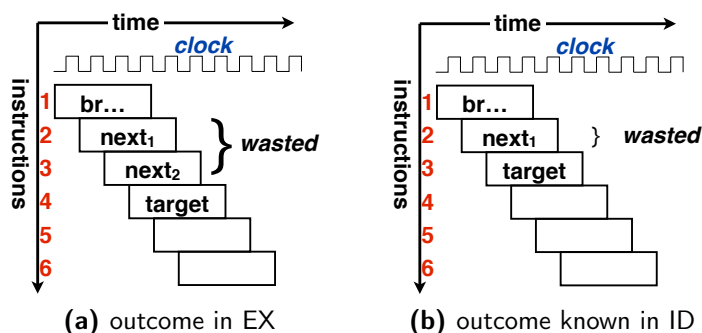 time
clock
instructions
1 br...
2 next₁
3 next₂
} wasted
4 target
5
6
(a) outcome in EX
time
clock
instructions
1 br...
2 next₁
} wasted
3 target
4
5
6
(b) outcome known in ID